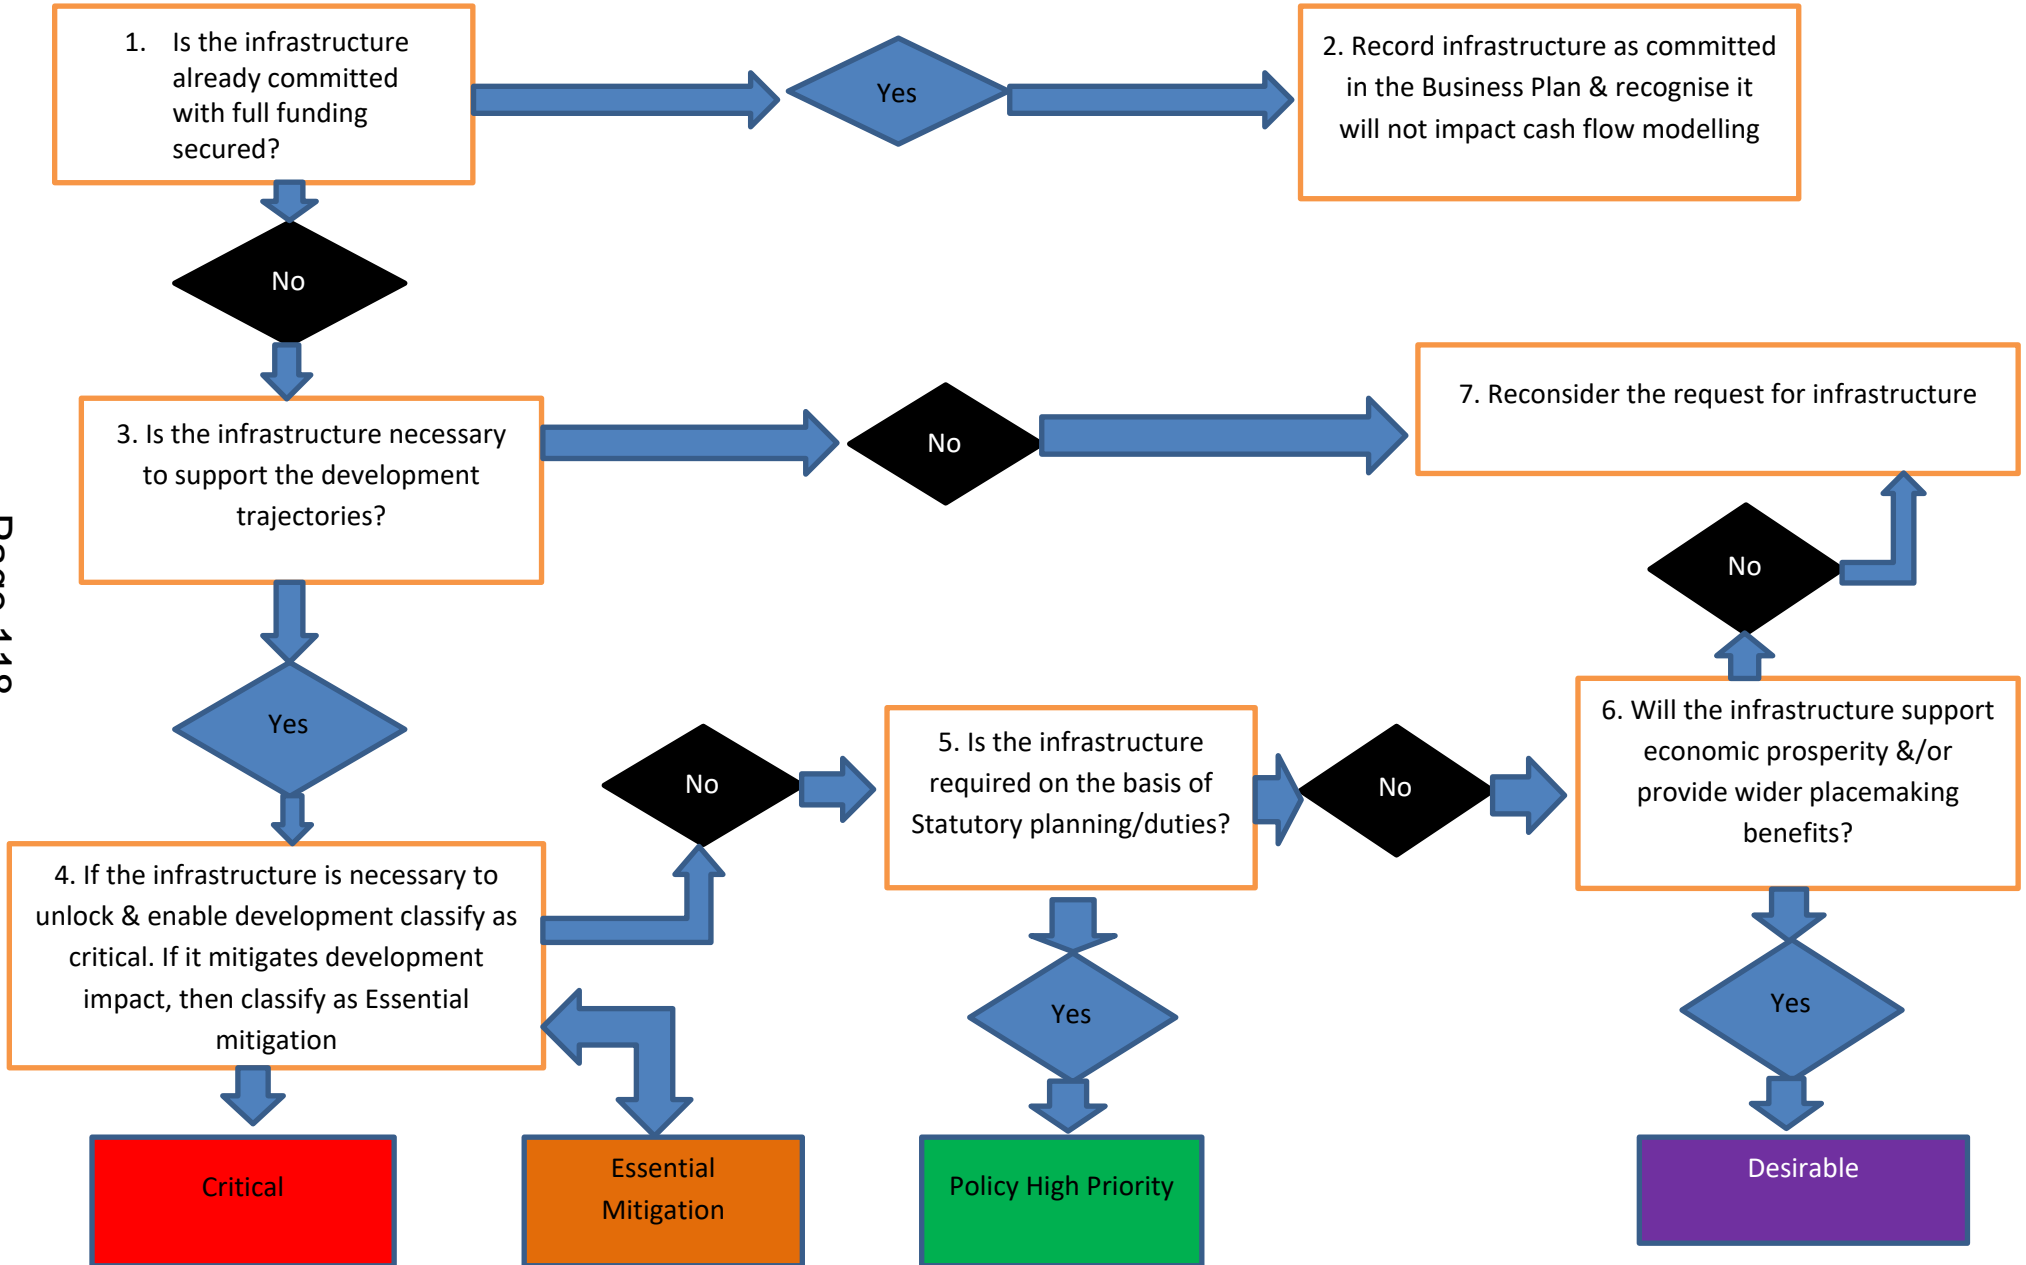 1. Is the infrastructure
already committed
with full funding
secured?
Yes
2. Record infrastructure as committed
in the Business Plan & recognise it
will not impact cash flow modelling
No
3. Is the infrastructure necessary
to support the development
trajectories?
No
7. Reconsider the request for infrastructure
No
Yes
No
5. Is the infrastructure
required on the basis of
Statutory planning/duties?
No
6. Will the infrastructure support
economic prosperity &/or
provide wider placemaking
benefits?
4. If the infrastructure is necessary to
unlock & enable development classify as
critical. If it mitigates development
impact, then classify as Essential
mitigation
Yes
Yes
Critical
Essential
Mitigation
Policy High Priority
Desirable